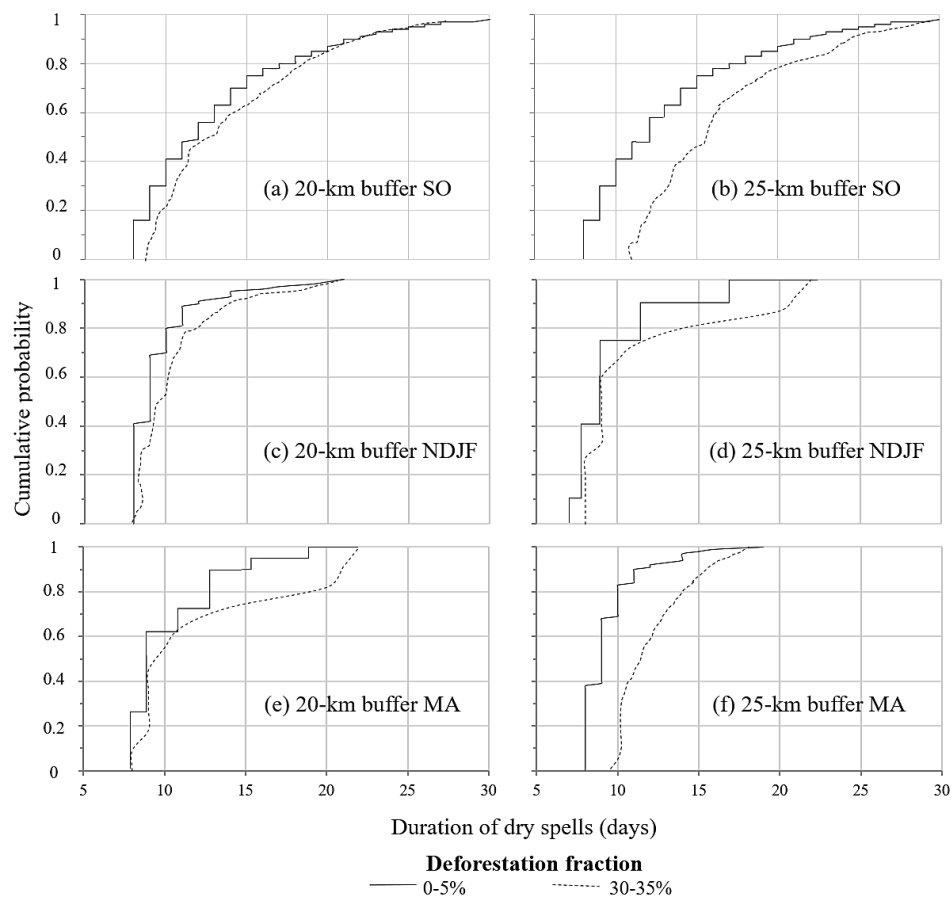 1
0.8
0.6
0.4
0.2
0
(a) 20-km buffer SO
(b) 25-km buffer SO
1
0.8
0.6
0.4
0.2
0
(c) 20-km buffer NDJF
(d) 25-km buffer NDJF
Cumulative probability
1
0.8
0.6
0.4
0.2
0
(e) 20-km buffer MA
(f) 25-km buffer MA
5 10 15 20 25 30
5 10 15 20 25 30
Duration of dry spells (days)
Deforestation fraction
0-5% 30-35%